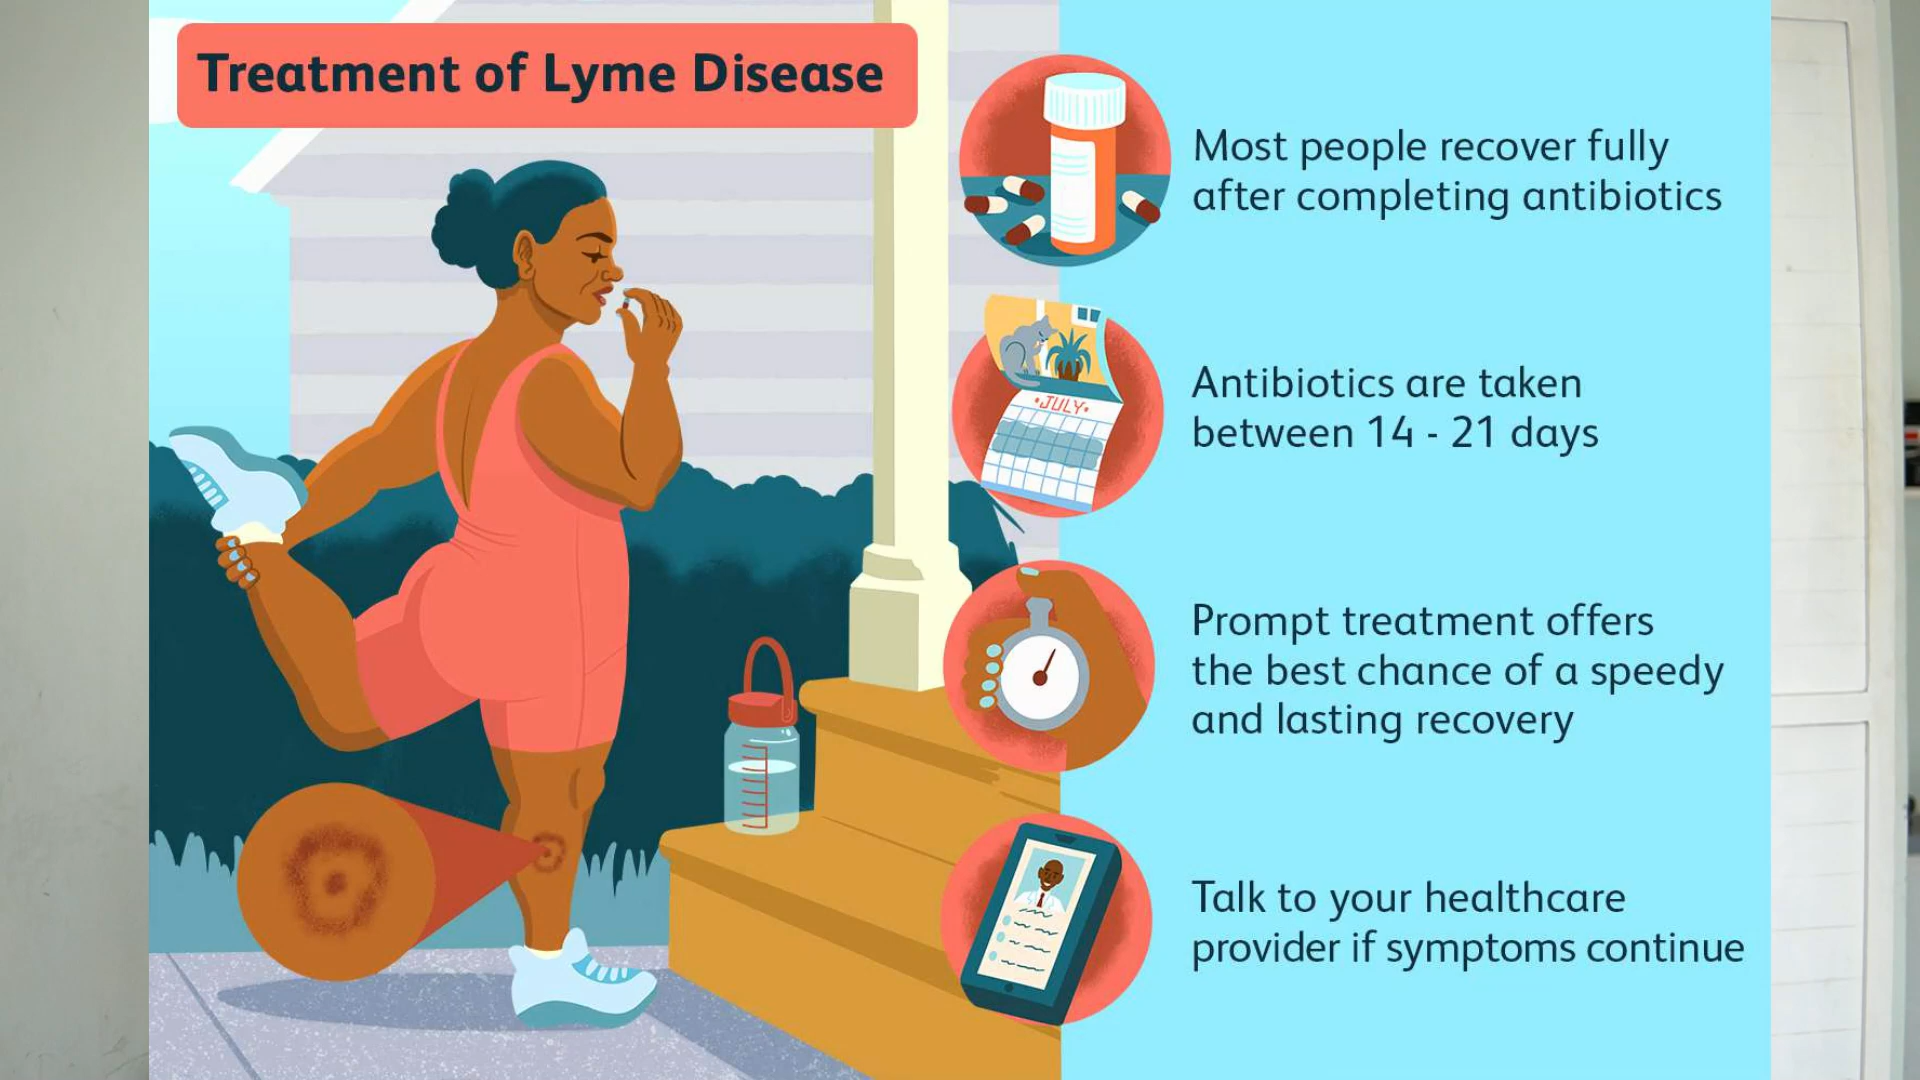 Treatment of Lyme Disease
Most people recover fully
after completing antibiotics
•JULY•
Antibiotics are taken
between 14 - 21 days
Prompt treatment offers
the best chance of a speedy
and lasting recovery
Talk to your healthcare
provider if symptoms continue